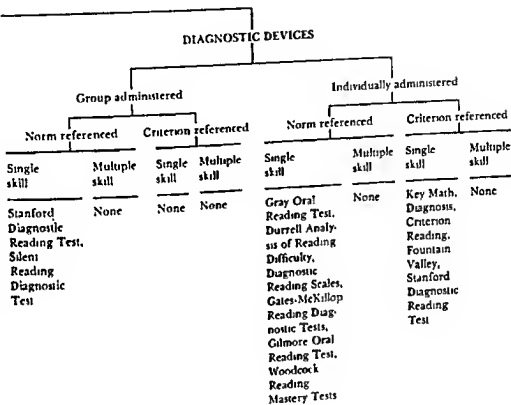 DIAGNOSTIC DEVICES
Group administered
Individually administered
Norm referenced
Criterion referenced
Norm referenced
Criterion referenced
Single
skill
Multiple
skill
Single
skill
Multiple
skill
Single
skill
Multiple
skill
Single
skill
Multiple
skill
Stanford
Diagnostic
Reading Test,
Silent
Reading
Diagnostic
Test
None
None
None
Gray Oral
Reading Test,
Durrell Analy-
sis of Reading
Difficulty,
Diagnostic
Reading Scales,
Gates-McKillop
Reading Diag-
nostic Tests,
Gilmore Oral
Reading Test,
Woodcock
Reading
Mastery Tests
None
Key Math,
Diagnosis,
Criterion
Reading,
Fountain
Valley,
Stanford
Diagnostic
Reading
Test
None